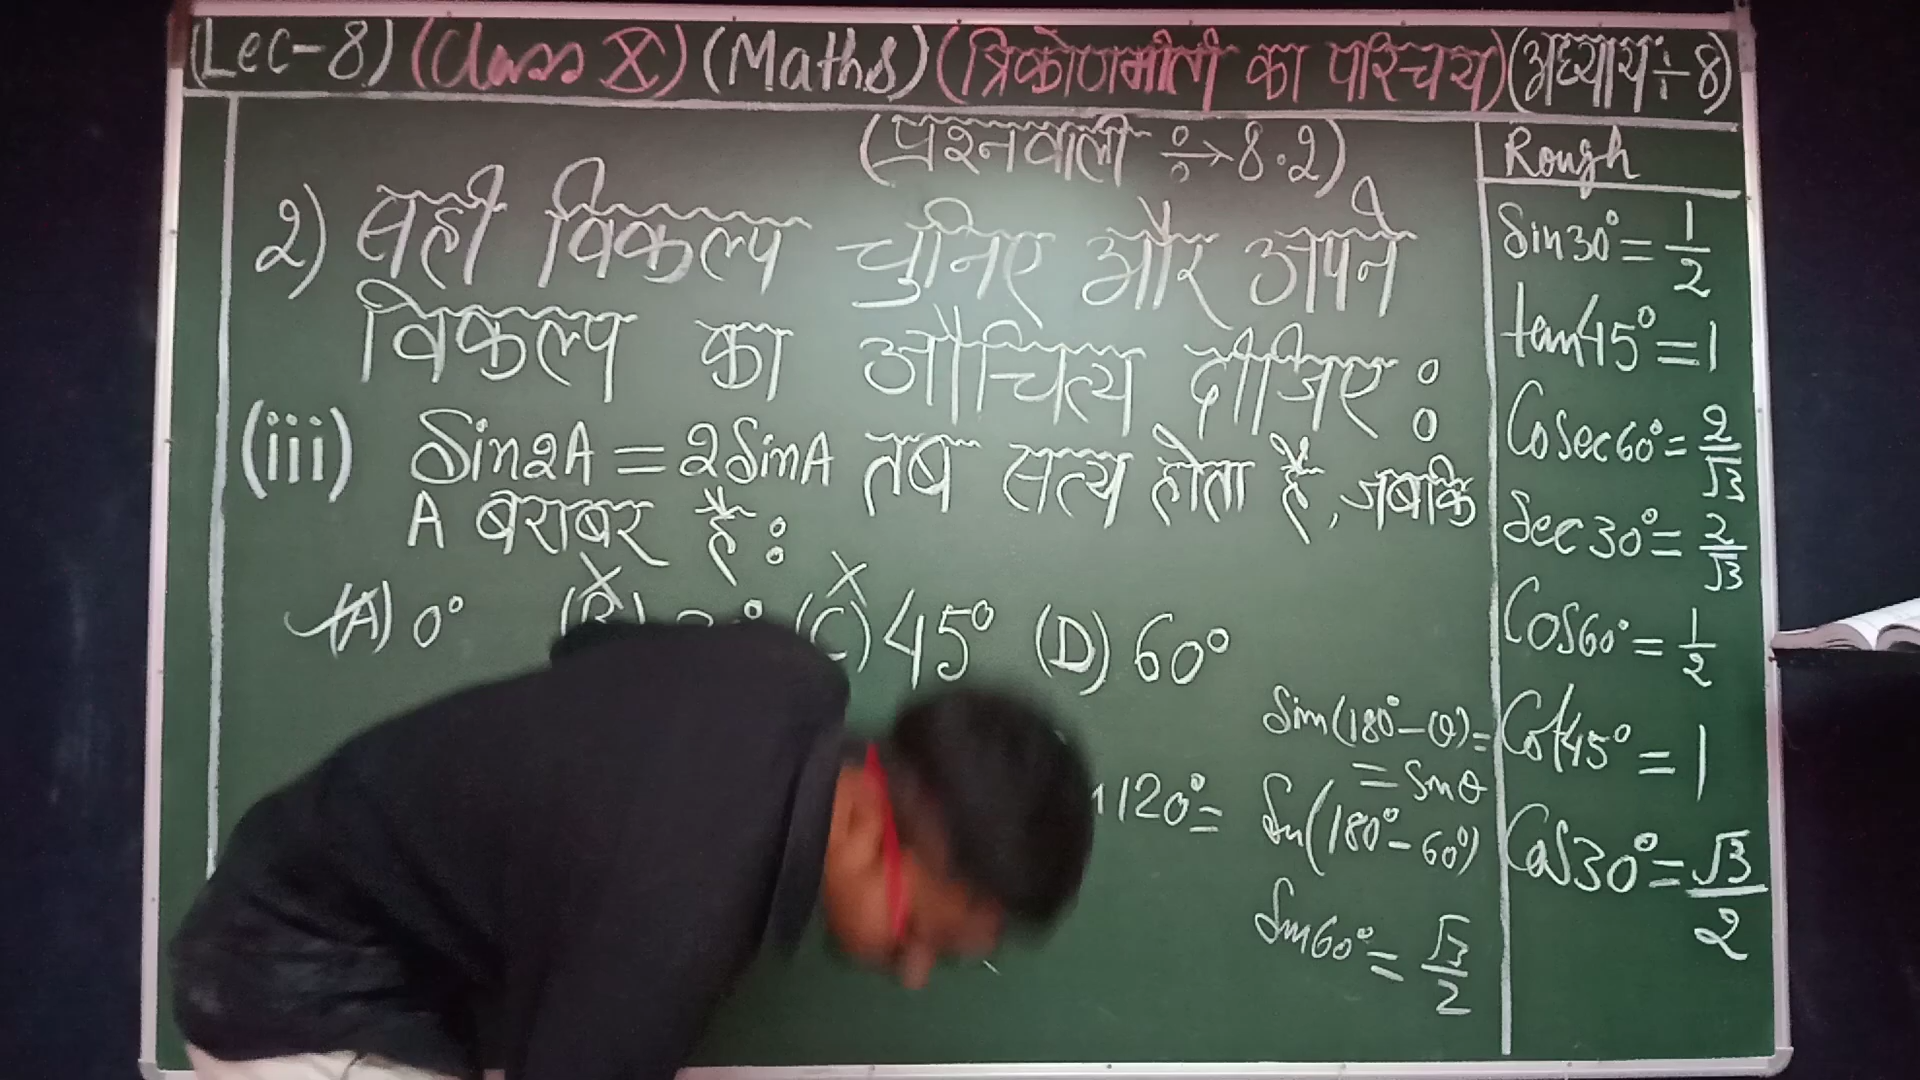 (Lec-8) (Class X) (Maths) (त्रिकोणमीती का परिचय) (अध्याय÷8)
(प्रश्नवाली ÷→8.2)
2) सही विकल्प चुनिए और अपने
विकल्प का औचित्य दीजिए :
(iii) Sin2A = 2SinA तब सत्य होता है, जबकि
A बराबर है :
(A) 0° (C) 45° (D) 60°
Sin(180°-θ)=
= Sinθ
120°= Sin(180°-60°)
Sin60° = √3/2
Rough
Sin30° = 1/2
tan45° = 1
Cosec60° = 2/√3
Sec30° = 2/√3
Cos60° = 1/2
Cot45° = 1
Cos30° = √3/2